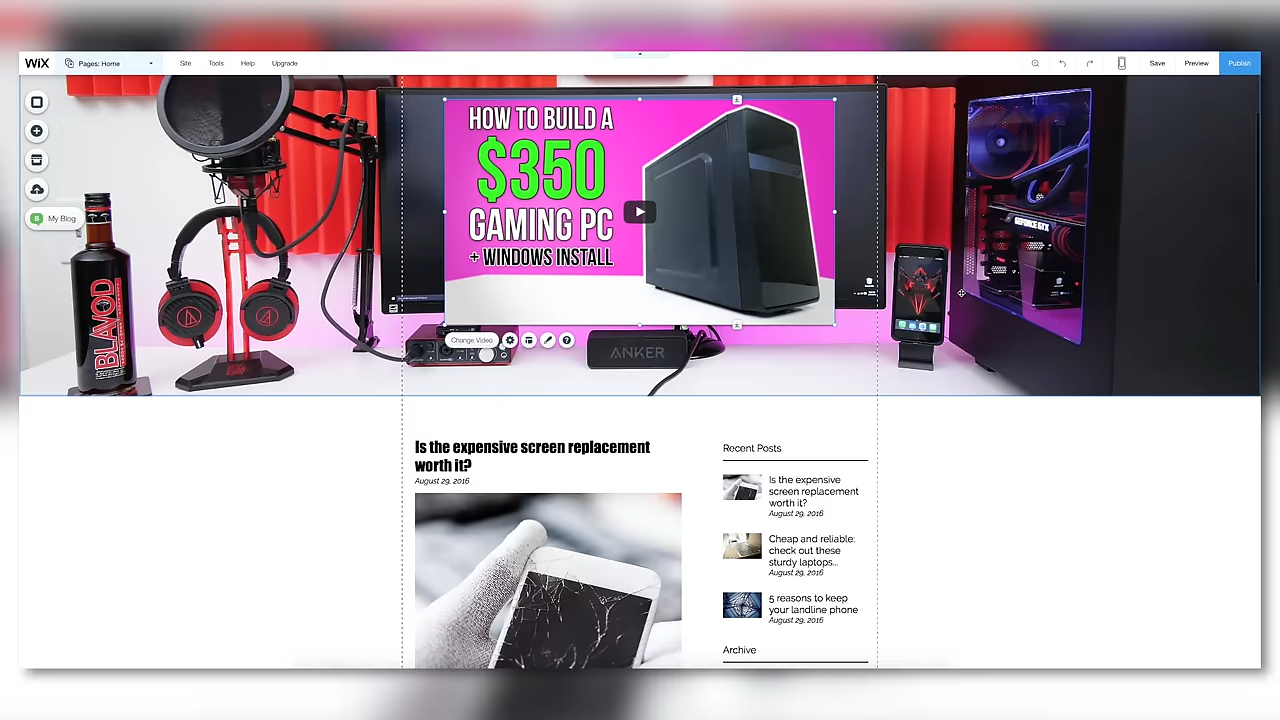 WiX
Pages: Home
Site
Tools
Help
Upgrade
Save
Preview
Publish
HOW TO BUILD A
$350
GAMING PC
+ WINDOWS INSTALL
GEFORCE GTX
My Blog
BLAVOD
Change Video
ANKER
Is the expensive screen replacement
worth it?
August 29, 2016
Recent Posts
Is the expensive
screen replacement
worth it?
August 29, 2016
Cheap and reliable:
check out these
sturdy laptops...
August 29, 2016
5 reasons to keep
your landline phone
August 29, 2016
Archive